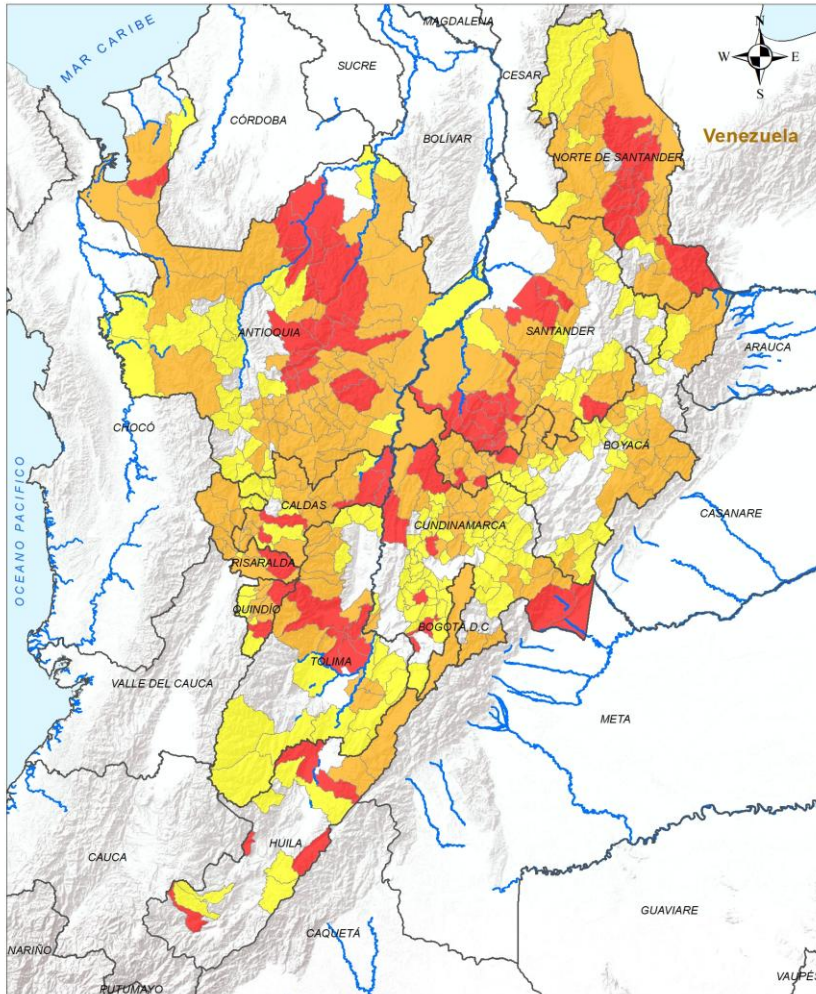 MAR CARIBE
MAGDALENA
N
W E
S
SUCRE
CESAR
CÓRDOBA
BOLÍVAR
Venezuela
NORTE DE SANTANDER
ANTIOQUIA
SANTANDER
ARAUCA
CHOCÓ
BOYACÁ
OCEANO PACIFICO
CALDAS
CUNDINAMARCA
CASANARE
RISARALDA
QUINDÍO
BOGOTÁ D.C
TOLIMA
VALLE DEL CAUCA
META
HUILA
CAUCA
GUAVIARE
CAQUETÁ
NARIÑO
PUTUMAYO
VAUPÉS